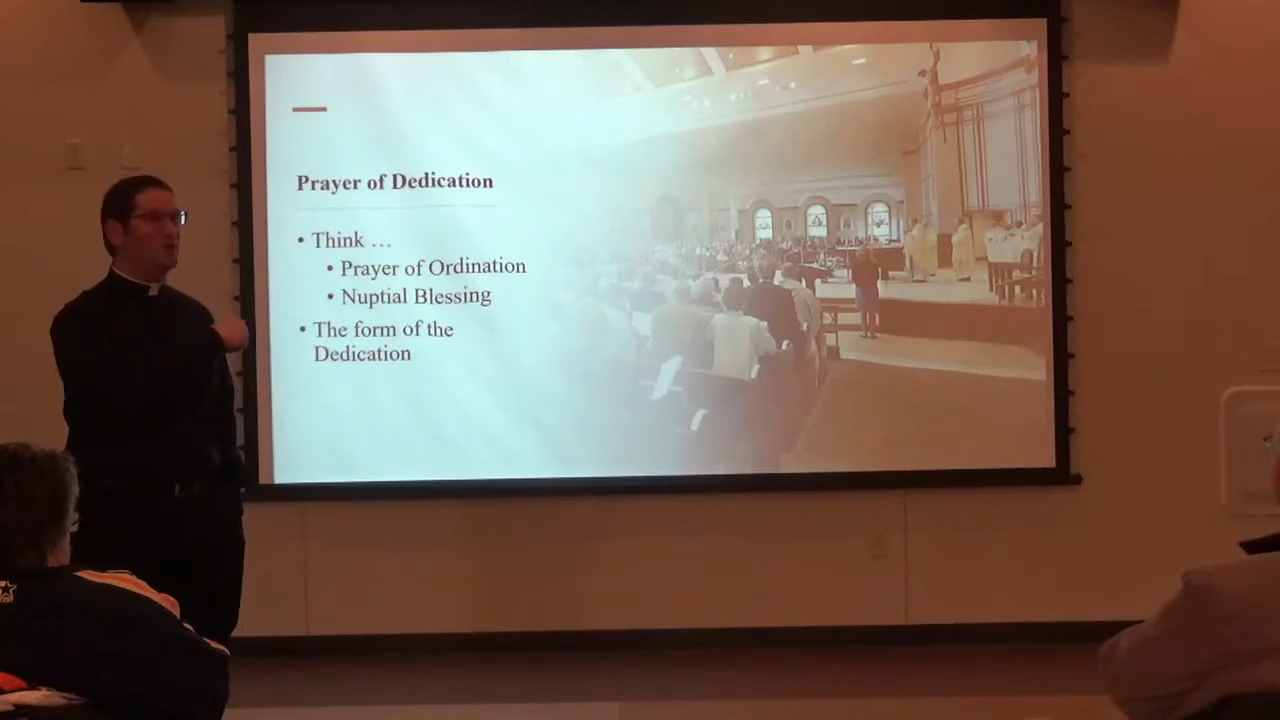 Prayer of Dedication
• Think ...
• Prayer of Ordination
• Nuptial Blessing
• The form of the
Dedication